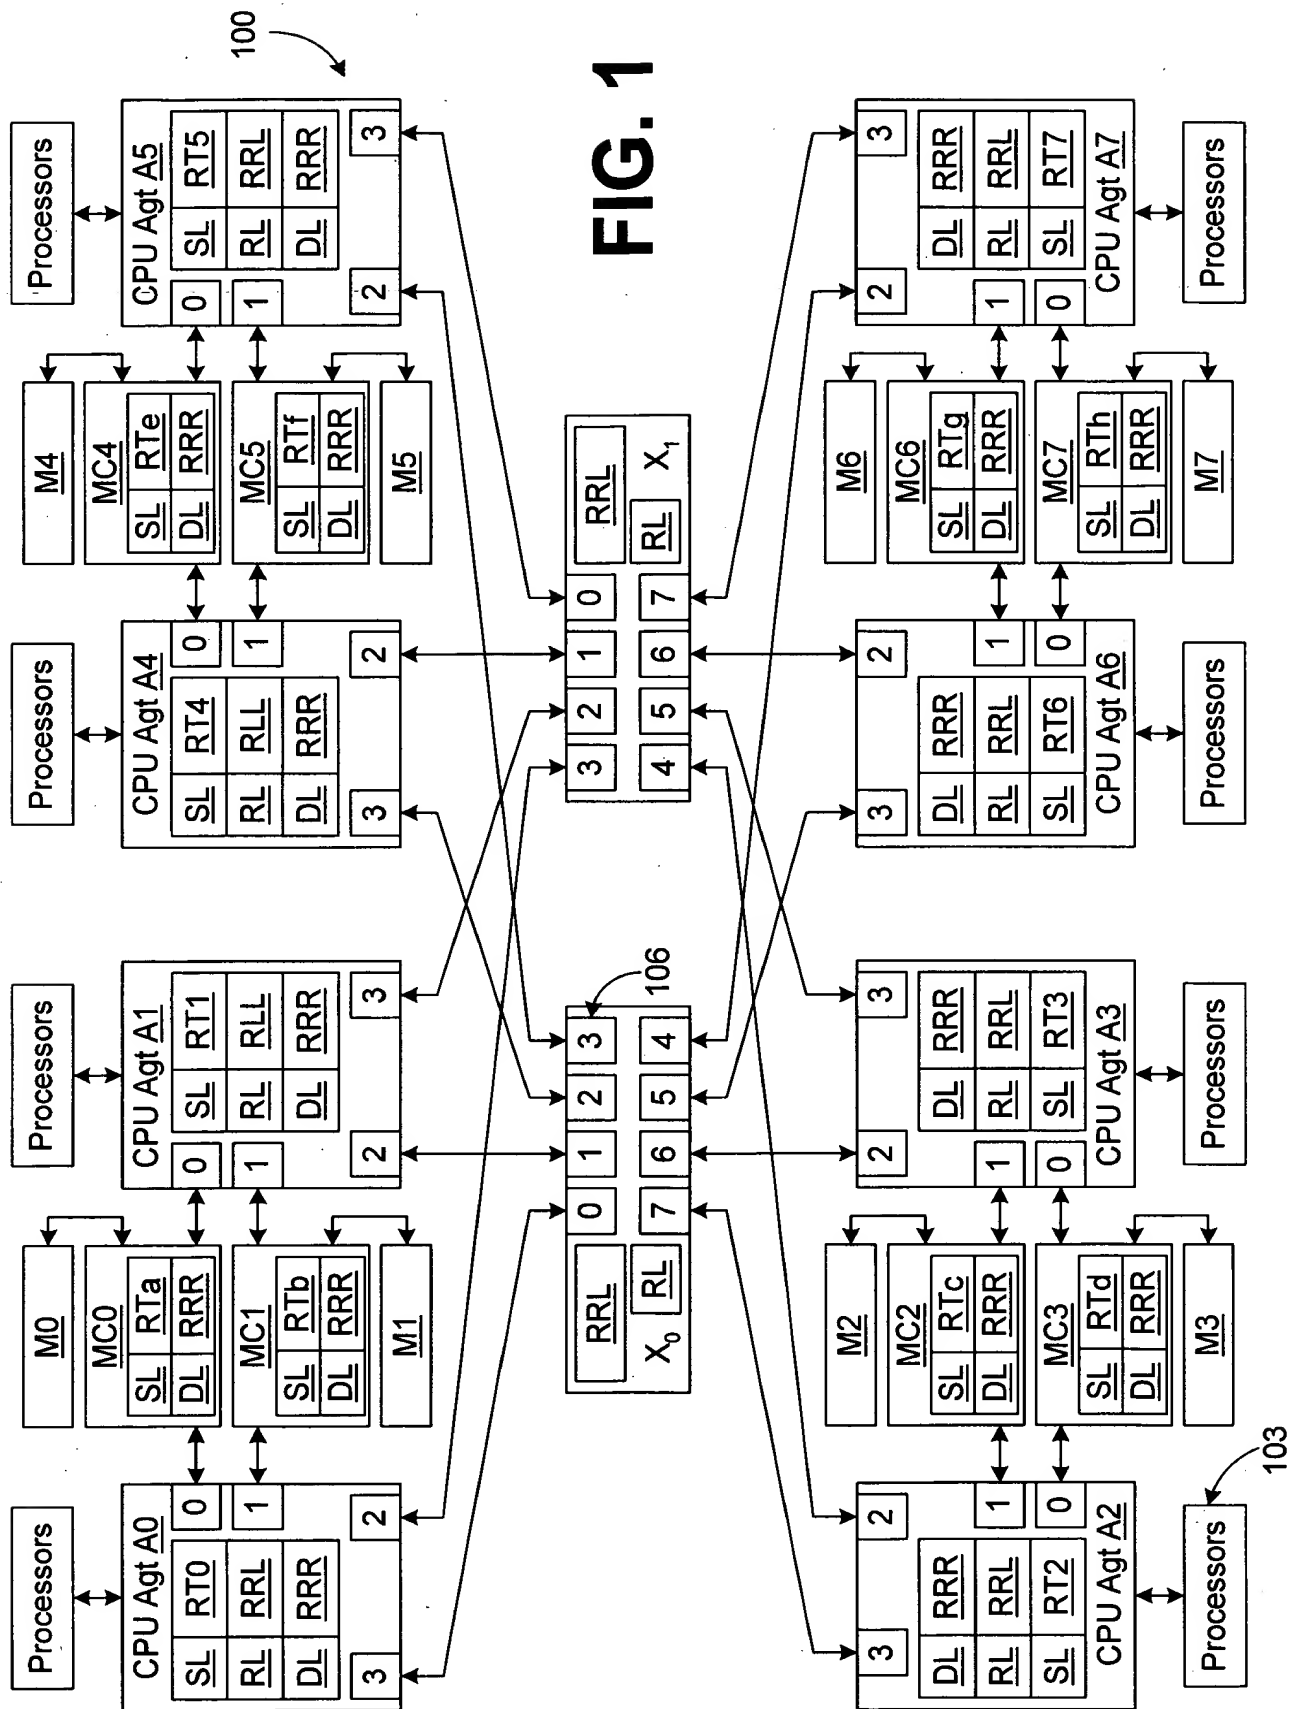 FIG. 1
100
Processors
CPU Agt A0
SL RT0
RL RRL
DL RRR
0
1
3
2
M0
MC0
SL RTa
DL RRR
MC1
SL RTb
DL RRR
M1
Processors
CPU Agt A1
SL RT1
RL RLL
DL RRR
0
1
2
3
Processors
CPU Agt A4
SL RT4
RL RLL
DL RRR
0
1
3
2
M4
MC4
SL RTe
DL RRR
MC5
SL RTf
DL RRR
M5
Processors
CPU Agt A5
SL RT5
RL RRL
DL RRR
0
1
2
3
RRL
X0
RL
0 1 2 3
7 6 5 4
106
3 2 1 0
4 5 6 7
RRL
RL
X1
3
2
DL RRR
RL RRL
SL RT2
1
0
CPU Agt A2
Processors
103
M2
MC2
SL RTc
DL RRR
MC3
SL RTd
DL RRR
M3
2
3
DL RRR
RL RRL
SL RT3
1
0
CPU Agt A3
Processors
3
2
DL RRR
RL RRL
SL RT6
1
0
CPU Agt A6
Processors
M6
MC6
SL RTg
DL RRR
MC7
SL RTh
DL RRR
M7
2
3
DL RRR
RL RRL
SL RT7
1
0
CPU Agt A7
Processors